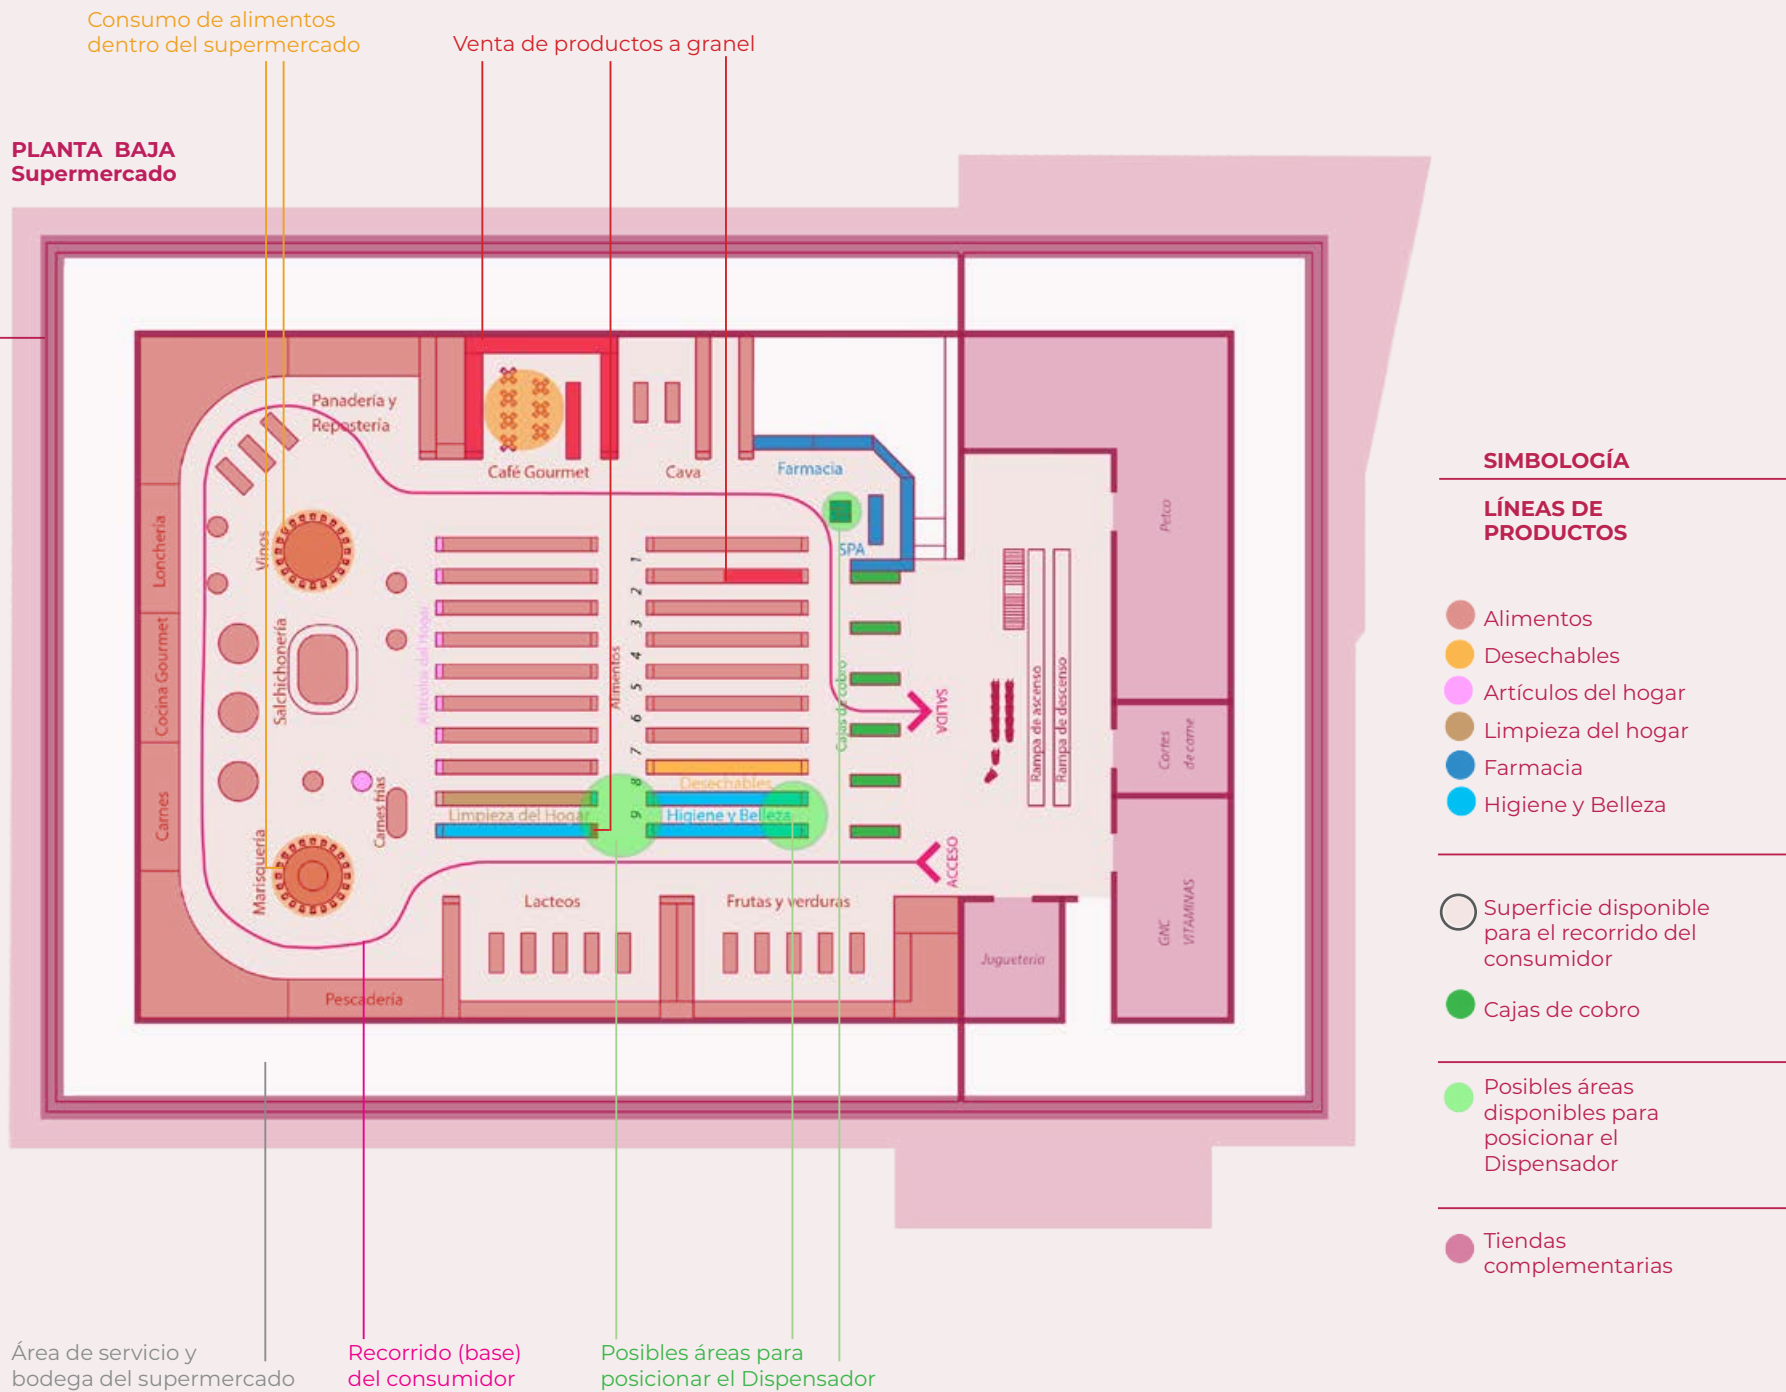 Consumo de alimentos
dentro del supermercado
Venta de productos a granel
PLANTA BAJA
Supermercado
Panadería y
Repostería
Café Gourmet
Cava
Farmacia
SPA
Petco
Lonchería
Vinos
Cocina Gourmet
Salchichonería
Artículos del Hogar
Alimentos
1
2
3
4
5
6
7
8
9
Cajas de cobro
SALIDA
Rampa de ascenso
Rampa de descenso
Cortes
de carne
Carnes
Carnes frías
Desechables
Limpieza del Hogar
Higiene y Belleza
Marisquería
ACCESO
Lacteos
Frutas y verduras
GNC
VITAMINAS
Juguetería
Pescadería
SIMBOLOGÍA
LÍNEAS DE
PRODUCTOS
Alimentos
Desechables
Artículos del hogar
Limpieza del hogar
Farmacia
Higiene y Belleza
Superficie disponible
para el recorrido del
consumidor
Cajas de cobro
Posibles áreas
disponibles para
posicionar el
Dispensador
Tiendas
complementarias
Área de servicio y
bodega del supermercado
Recorrido (base)
del consumidor
Posibles áreas para
posicionar el Dispensador